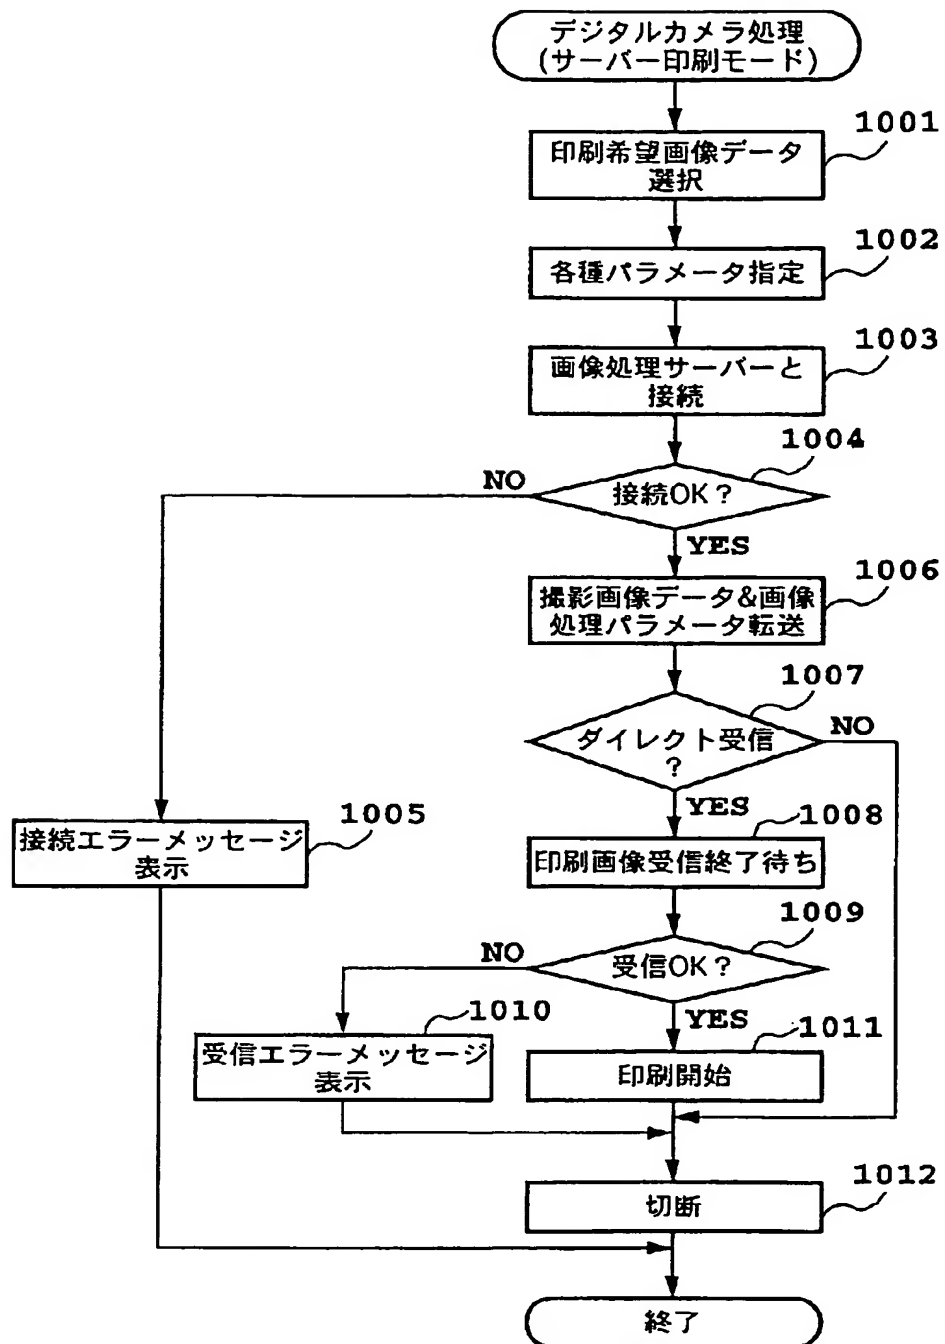 デジタルカメラ処理
(サーバー印刷モード)
1001
印刷希望画像データ
選択
1002
各種パラメータ指定
1003
画像処理サーバーと
接続
1004
NO
接続OK?
YES
1006
撮影画像データ&画像
処理パラメータ転送
1007
NO
ダイレクト受信
?
YES
1005
接続エラーメッセージ
表示
1008
印刷画像受信終了待ち
1009
NO
受信OK?
YES
1010
受信エラーメッセージ
表示
1011
印刷開始
1012
切断
終了